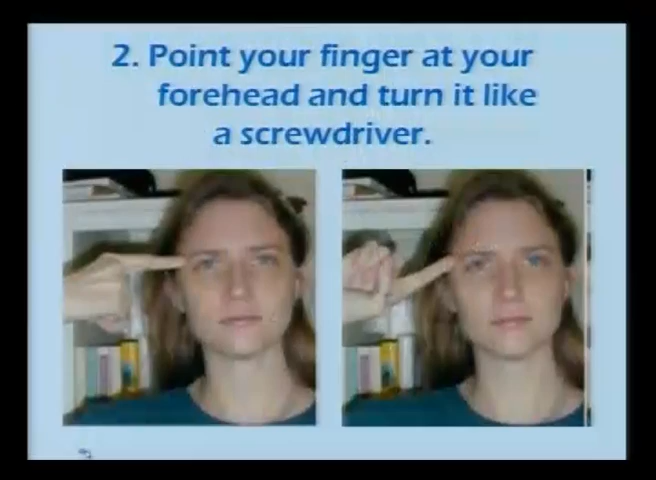 2. Point your finger at your
forehead and turn it like
a screwdriver.